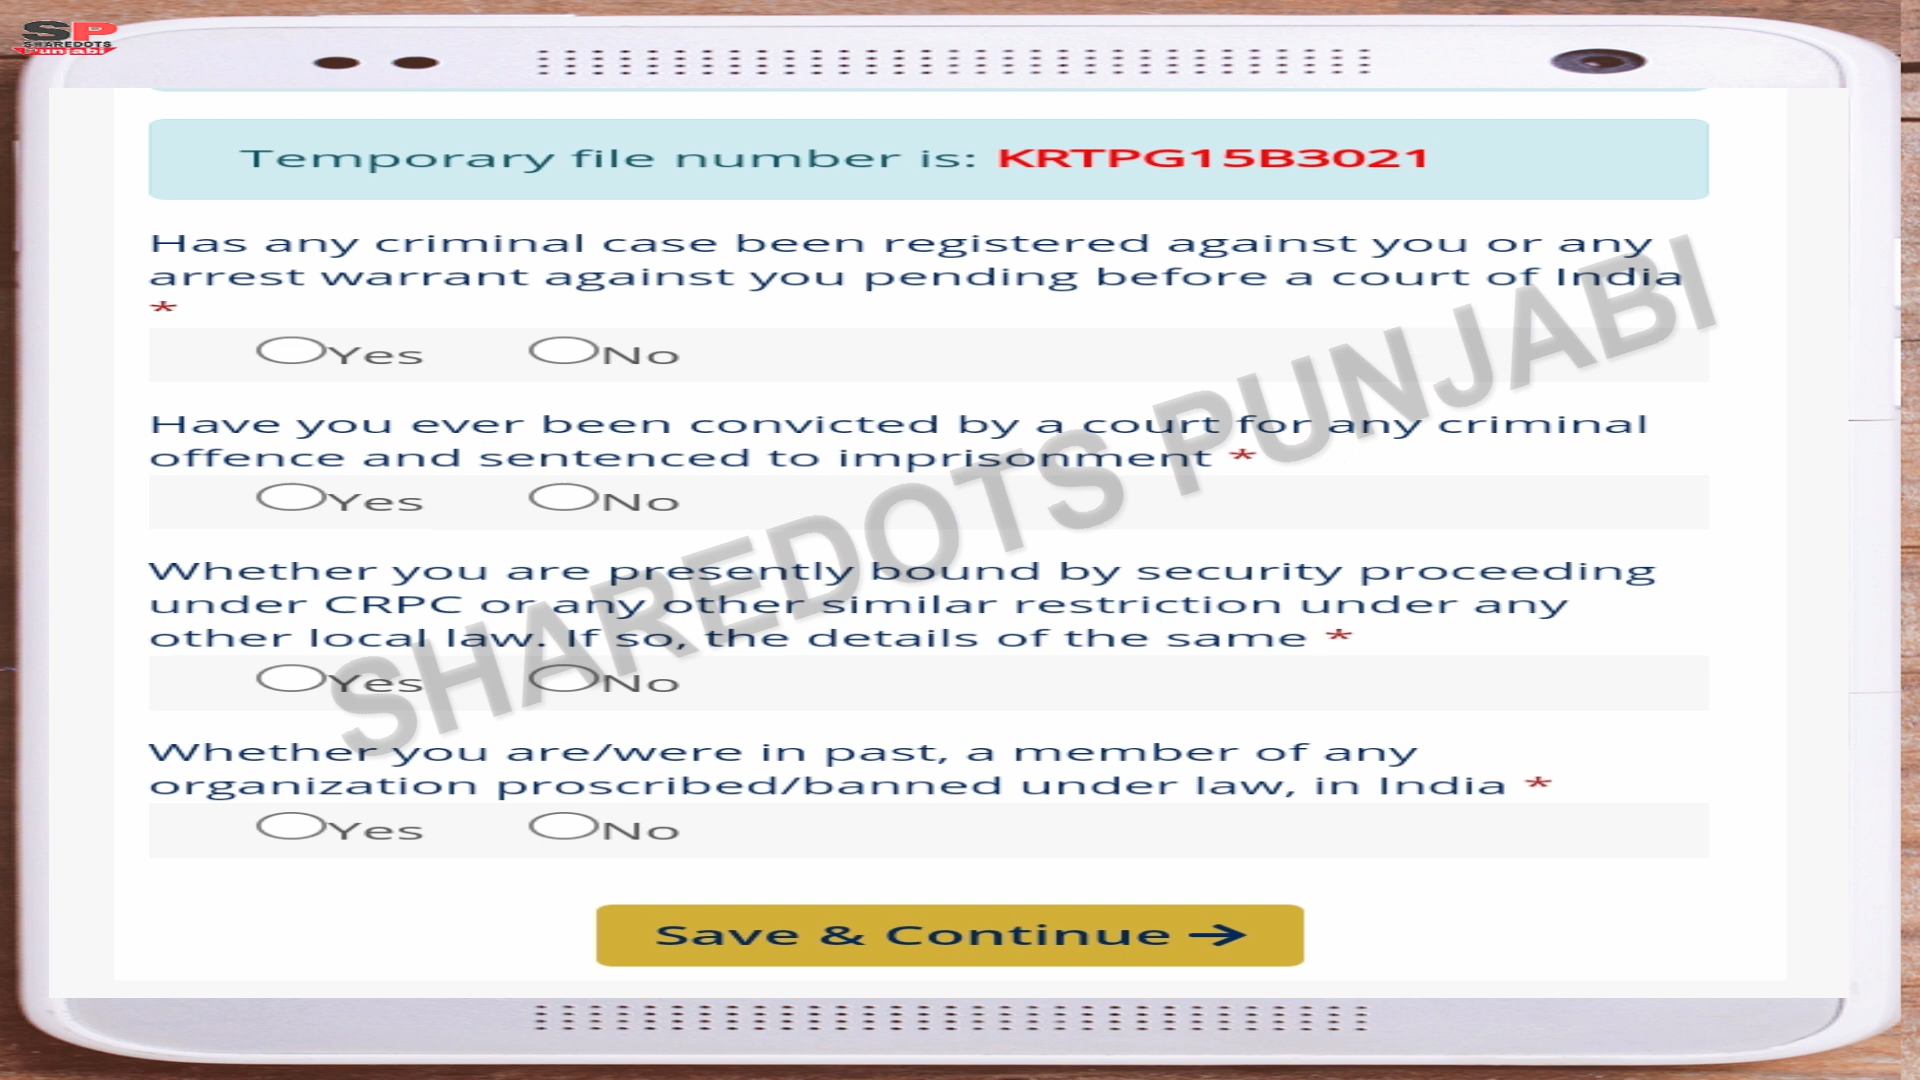 SP
SHAREDOTS
Punjabi
Temporary file number is: KRTPG15B3021
Has any criminal case been registered against you or any
arrest warrant against you pending before a court of India
*
Yes No
Have you ever been convicted by a court for any criminal
offence and sentenced to imprisonment *
Yes No
Whether you are presently bound by security proceeding
under CRPC or any other similar restriction under any
other local law. If so, the details of the same *
Yes No
Whether you are/were in past, a member of any
organization proscribed/banned under law, in India *
Yes No
Save & Continue →
SHAREDOTS PUNJABI